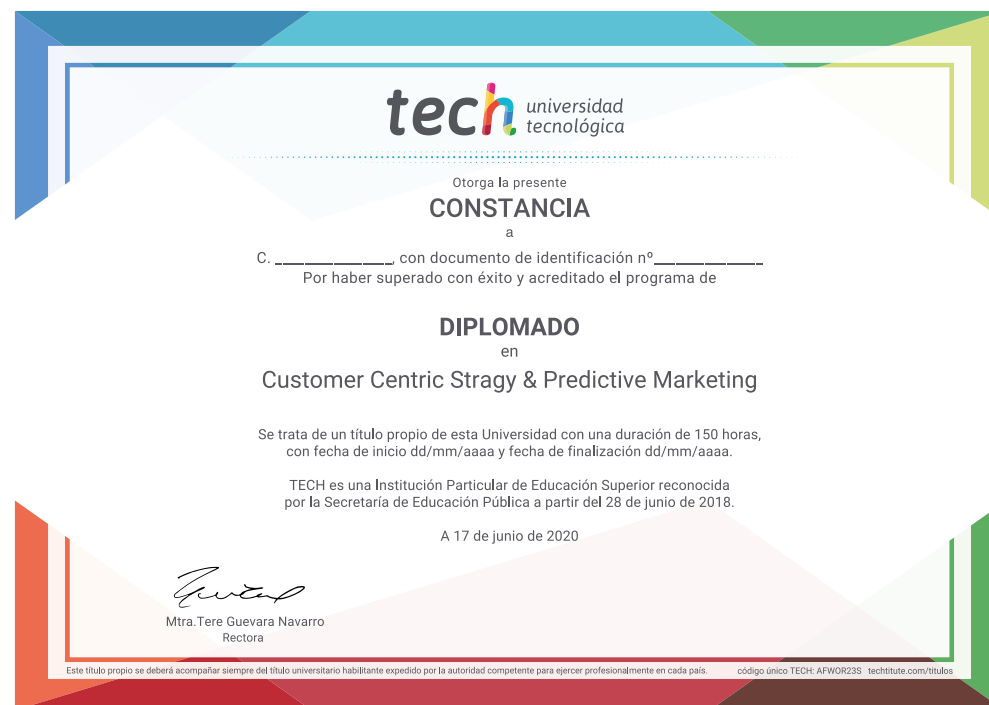 tech universidad
tecnológica
Otorga la presente
CONSTANCIA
a
C. ______________, con documento de identificación nº_____________
Por haber superado con éxito y acreditado el programa de
DIPLOMADO
en
Customer Centric Stragy & Predictive Marketing
Se trata de un título propio de esta Universidad con una duración de 150 horas,
con fecha de inicio dd/mm/aaaa y fecha de finalización dd/mm/aaaa.
TECH es una Institución Particular de Educación Superior reconocida
por la Secretaría de Educación Pública a partir del 28 de junio de 2018.
A 17 de junio de 2020
Mtra.Tere Guevara Navarro
Rectora
Este título propio se deberá acompañar siempre del título universitario habilitante expedido por la autoridad competente para ejercer profesionalmente en cada país. código único TECH: AFWOR23S techtitute.com/titulos